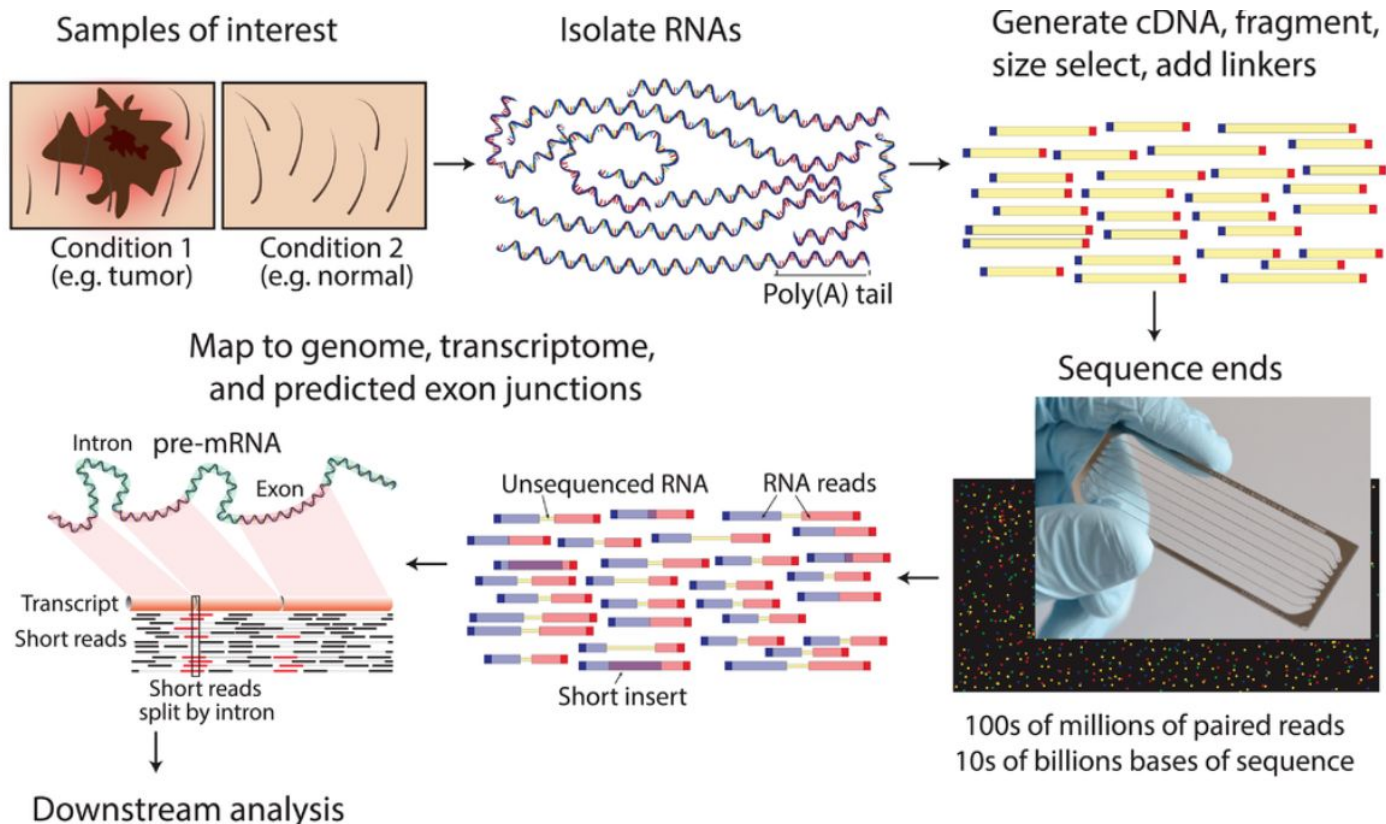 Samples of interest
Condition 1
(e.g. tumor)
Condition 2
(e.g. normal)
Isolate RNAs
Poly(A) tail
Generate cDNA, fragment,
size select, add linkers
Sequence ends
100s of millions of paired reads
10s of billions bases of sequence
Unsequenced RNA
RNA reads
Short insert
Map to genome, transcriptome,
and predicted exon junctions
Intron
pre-mRNA
Exon
Transcript
Short reads
Short reads
split by intron
Downstream analysis